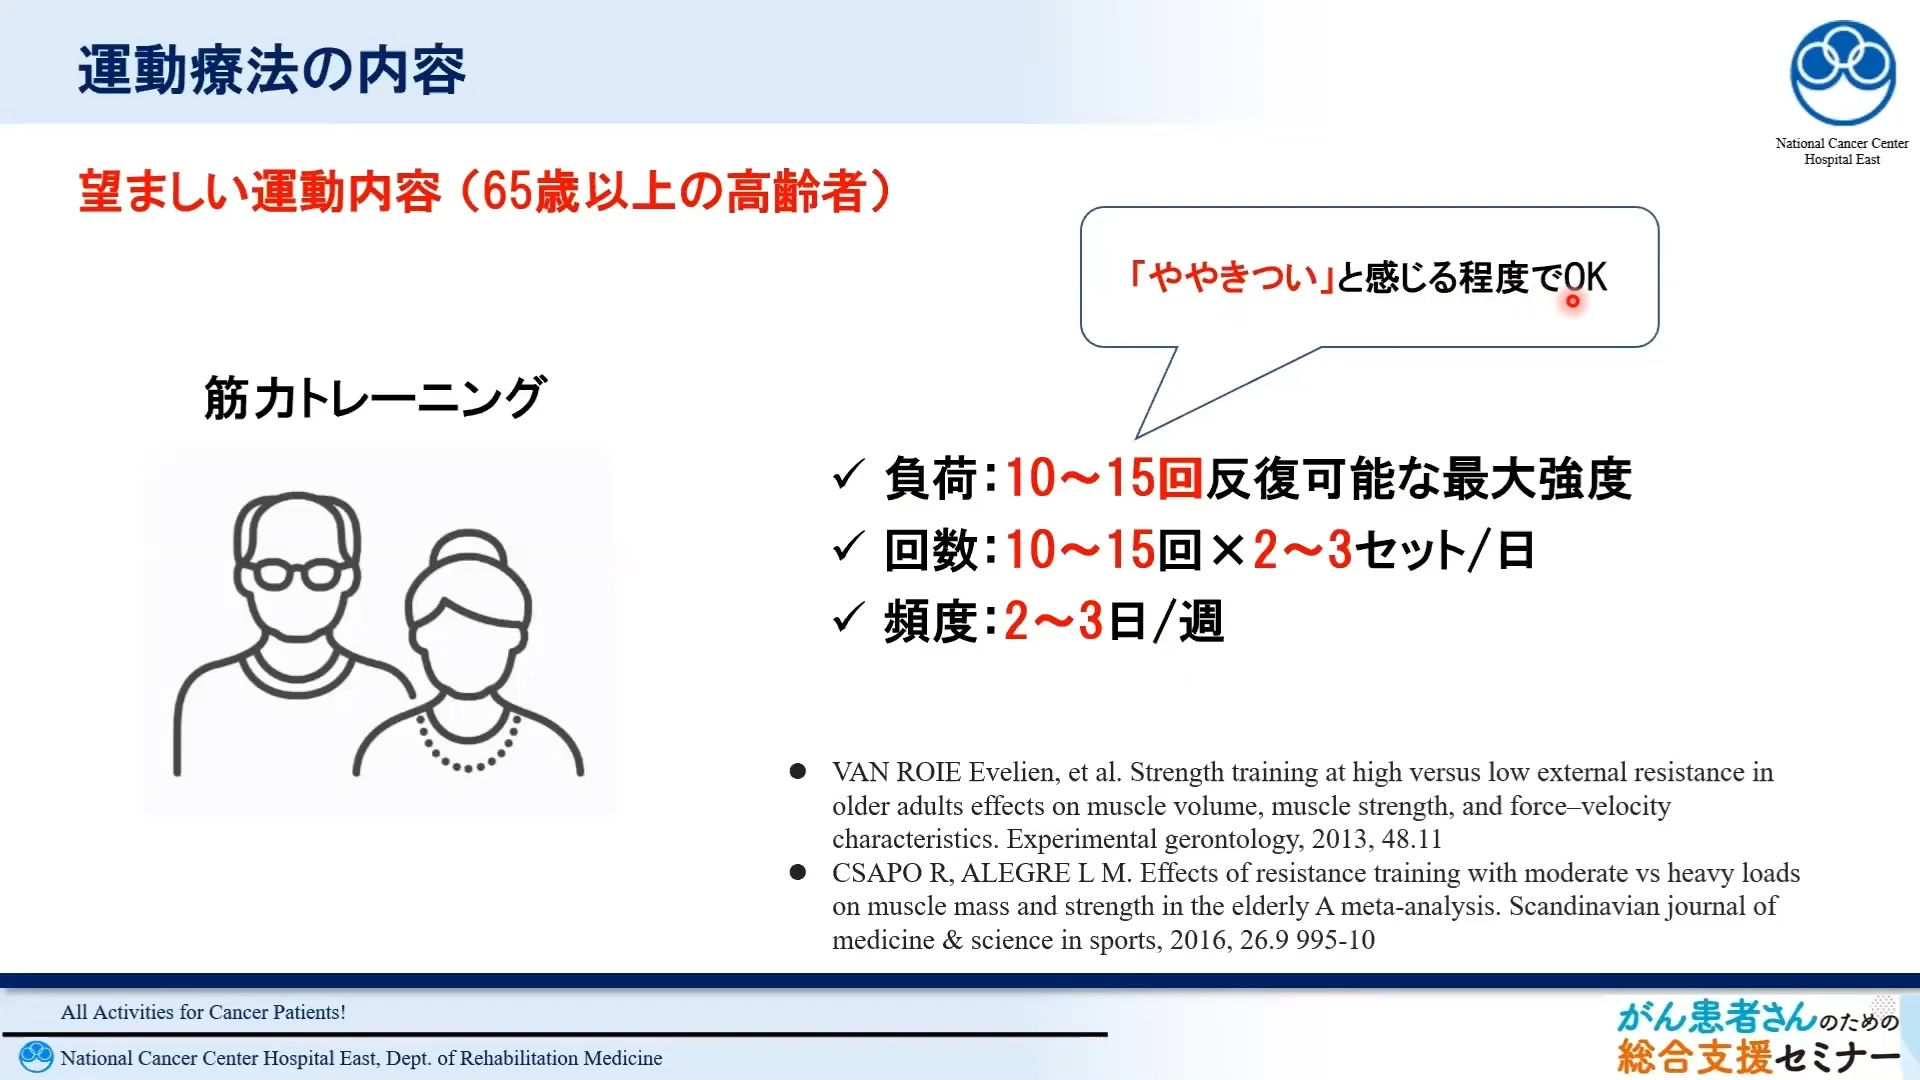 運動療法の内容
National Cancer Center
Hospital East
望ましい運動内容（65歳以上の高齢者）
「ややきつい」と感じる程度でOK
筋力トレーニング
✓ 負荷：10～15回反復可能な最大強度
✓ 回数：10～15回×2～3セット/日
✓ 頻度：2～3日/週
● VAN ROIE Evelien, et al. Strength training at high versus low external resistance in
older adults effects on muscle volume, muscle strength, and force–velocity
characteristics. Experimental gerontology, 2013, 48.11
● CSAPO R, ALEGRE L M. Effects of resistance training with moderate vs heavy loads
on muscle mass and strength in the elderly A meta-analysis. Scandinavian journal of
medicine & science in sports, 2016, 26.9 995-10
All Activities for Cancer Patients!
National Cancer Center Hospital East, Dept. of Rehabilitation Medicine
がん患者さんのための
総合支援セミナー